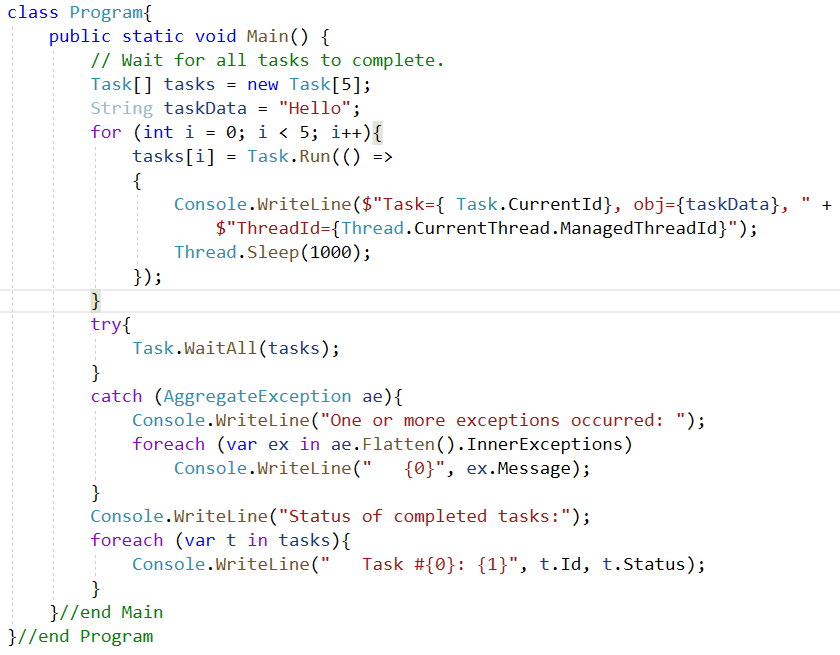 class Program{
    public static void Main() {
        // Wait for all tasks to complete.
        Task[] tasks = new Task[5];
        String taskData = "Hello";
        for (int i = 0; i < 5; i++){
            tasks[i] = Task.Run(() =>
            {
                Console.WriteLine($"Task={ Task.CurrentId}, obj={taskData}, " +
                    $"ThreadId={Thread.CurrentThread.ManagedThreadId}");
                Thread.Sleep(1000);
            });
        }
        try{
            Task.WaitAll(tasks);
        }
        catch (AggregateException ae){
            Console.WriteLine("One or more exceptions occurred: ");
            foreach (var ex in ae.Flatten().InnerExceptions)
                Console.WriteLine("   {0}", ex.Message);
        }
        Console.WriteLine("Status of completed tasks:");
        foreach (var t in tasks){
            Console.WriteLine("   Task #{0}: {1}", t.Id, t.Status);
        }
    }//end Main
}//end Program